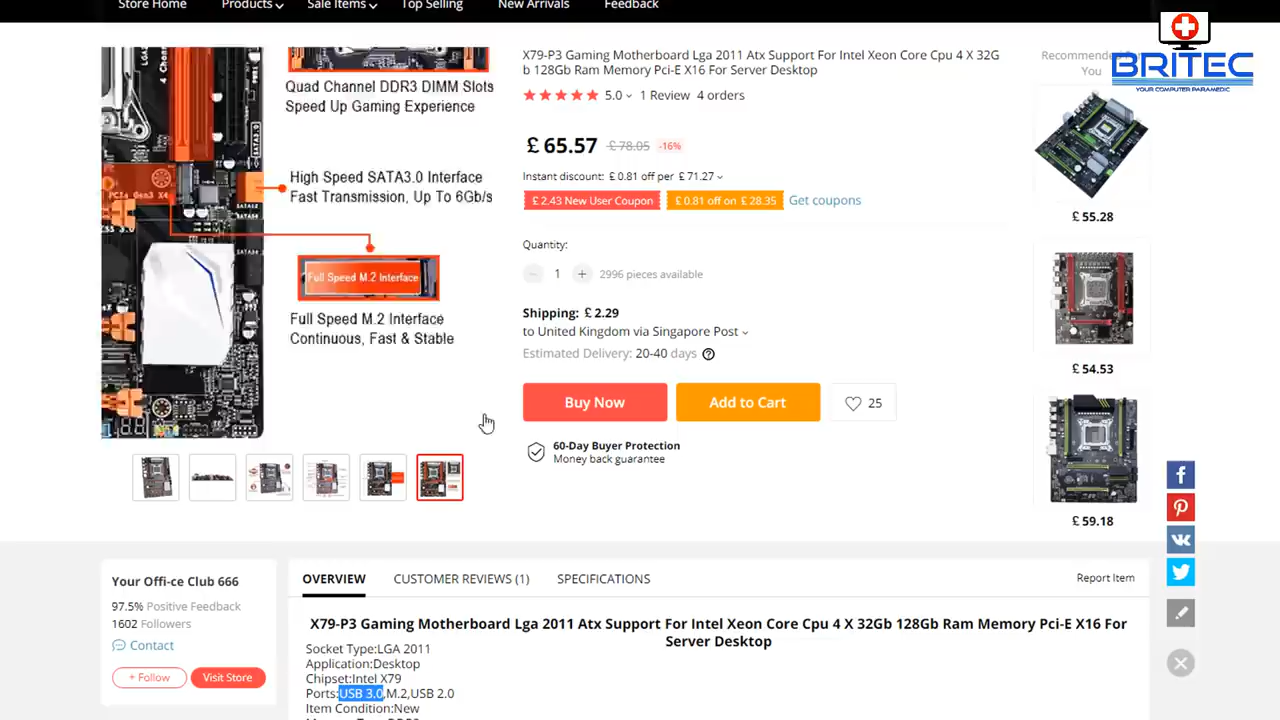 Store Home Products Sale Items Top Selling New Arrivals Feedback
BRITEC
YOUR COMPUTER PARAMEDIC
Quad Channel DDR3 DIMM Slots
Speed Up Gaming Experience
High Speed SATA3.0 Interface
Fast Transmission, Up To 6Gb/s
PCIe Gen3 X4
Full Speed M.2 Interface
Full Speed M.2 Interface
Continuous, Fast & Stable
X79-P3 Gaming Motherboard Lga 2011 Atx Support For Intel Xeon Core Cpu 4 X 32G
b 128Gb Ram Memory Pci-E X16 For Server Desktop
5.0 1 Review 4 orders
£ 65.57 £ 78.05 -16%
Instant discount: £ 0.81 off per £ 71.27
£ 2.43 New User Coupon £ 0.81 off on £ 28.35 Get coupons
Quantity:
1 + 2996 pieces available
Shipping: £ 2.29
to United Kingdom via Singapore Post
Estimated Delivery: 20-40 days ?
Buy Now Add to Cart 25
60-Day Buyer Protection
Money back guarantee
Recommended
You
£ 55.28
£ 54.53
£ 59.18
Your Offi-ce Club 666
97.5% Positive Feedback
1602 Followers
Contact
+ Follow Visit Store
OVERVIEW CUSTOMER REVIEWS (1) SPECIFICATIONS Report Item
X79-P3 Gaming Motherboard Lga 2011 Atx Support For Intel Xeon Core Cpu 4 X 32Gb 128Gb Ram Memory Pci-E X16 For
Server Desktop
Socket Type:LGA 2011
Application:Desktop
Chipset:Intel X79
Ports:USB 3.0,M.2,USB 2.0
Item Condition:New